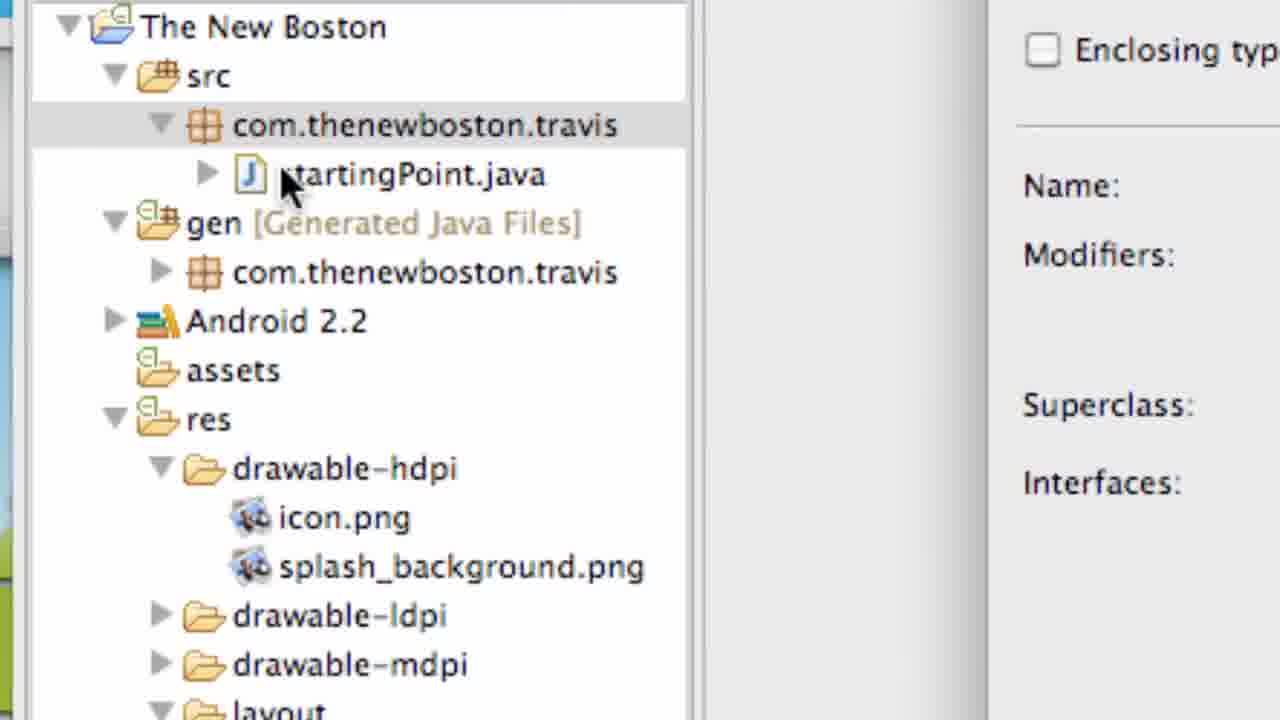 The New Boston
src
com.thenewboston.travis
startingPoint.java
gen [Generated Java Files]
com.thenewboston.travis
Android 2.2
assets
res
drawable-hdpi
icon.png
splash_background.png
drawable-ldpi
drawable-mdpi
layout
Enclosing typ
Name:
Modifiers:
Superclass:
Interfaces: